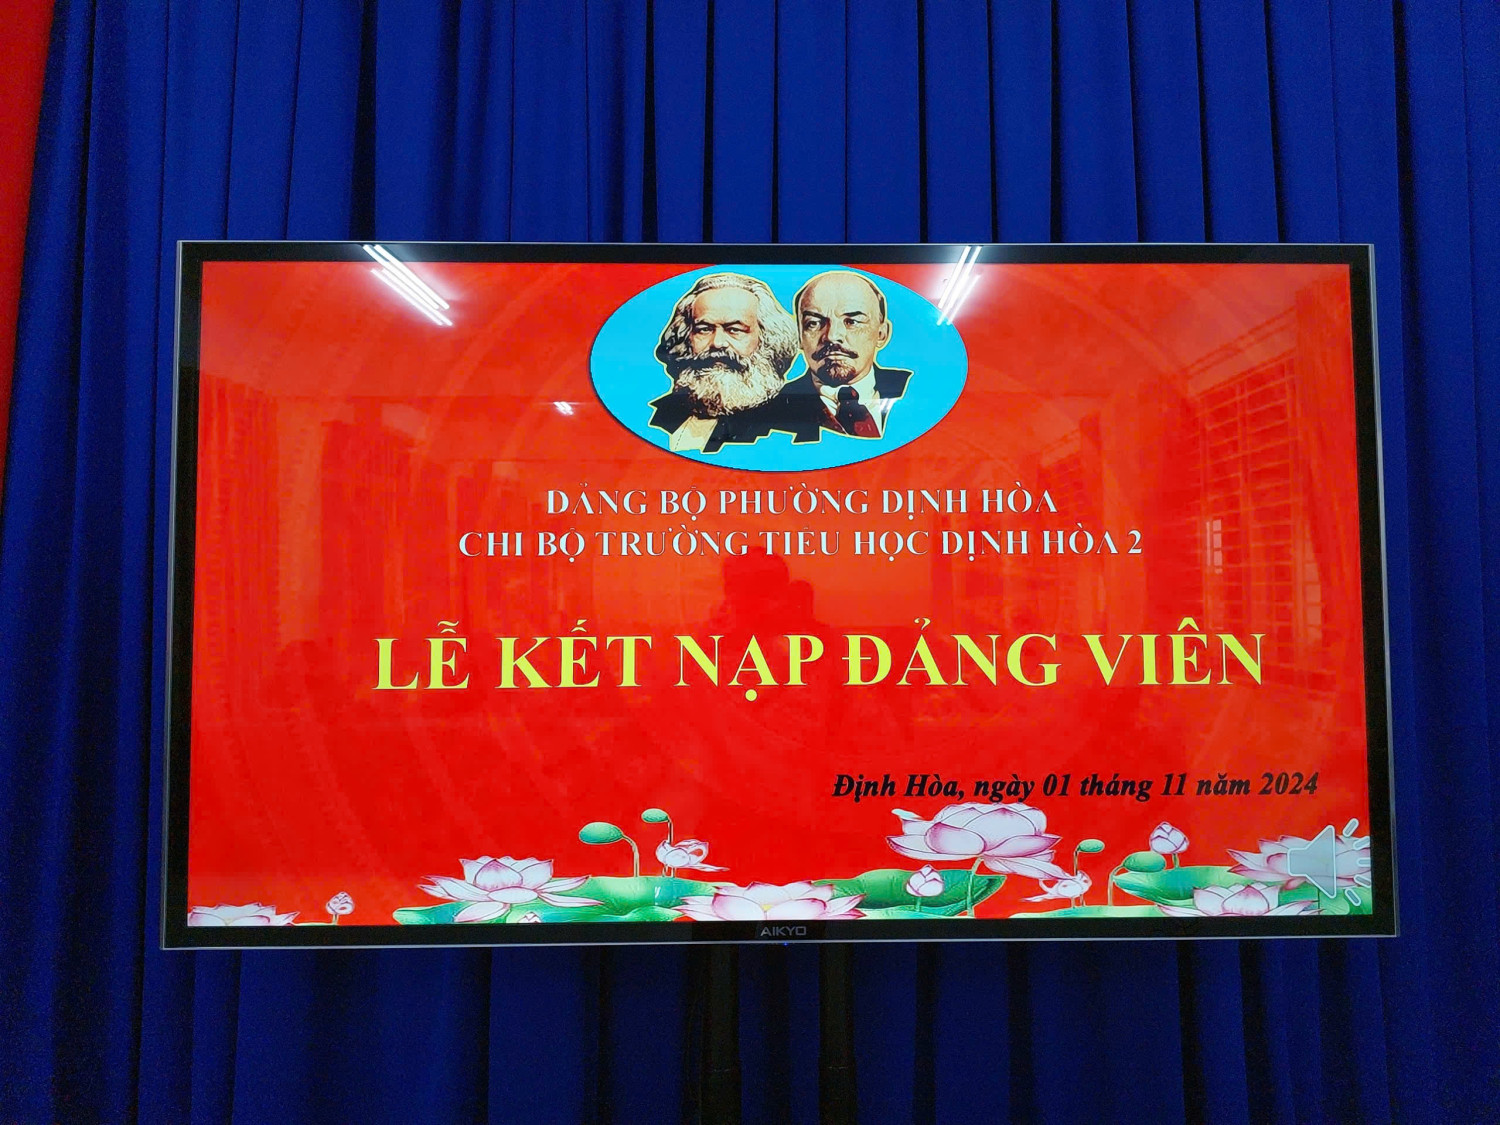 ĐẢNG BỘ PHƯỜNG ĐỊNH HÒA
CHI BỘ TRƯỜNG TIỂU HỌC ĐỊNH HÒA 2
LỄ KẾT NẠP ĐẢNG VIÊN
Định Hòa, ngày 01 tháng 11 năm 2024
AIKYO